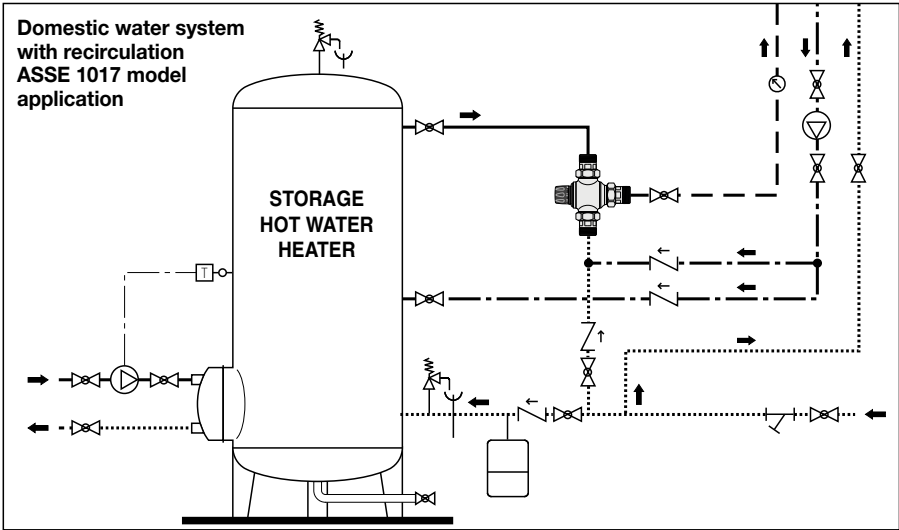 Domestic water system
with recirculation
ASSE 1017 model
application
STORAGE
HOT WATER
HEATER
T